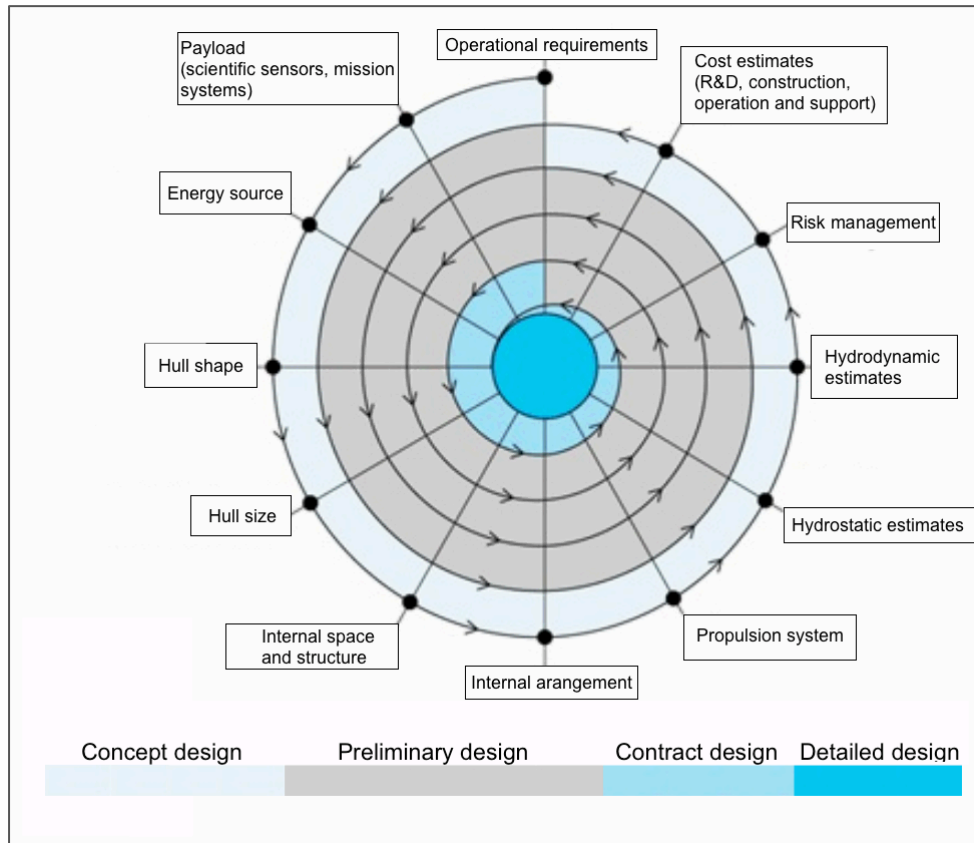 Operational requirements
Payload
(scientific sensors, mission
systems)
Energy source
Hull shape
Hull size
Internal space
and structure
Internal arangement
Propulsion system
Hydrostatic estimates
Hydrodynamic
estimates
Risk management
Cost estimates
(R&D, construction,
operation and support)
Concept design
Preliminary design
Contract design
Detailed design